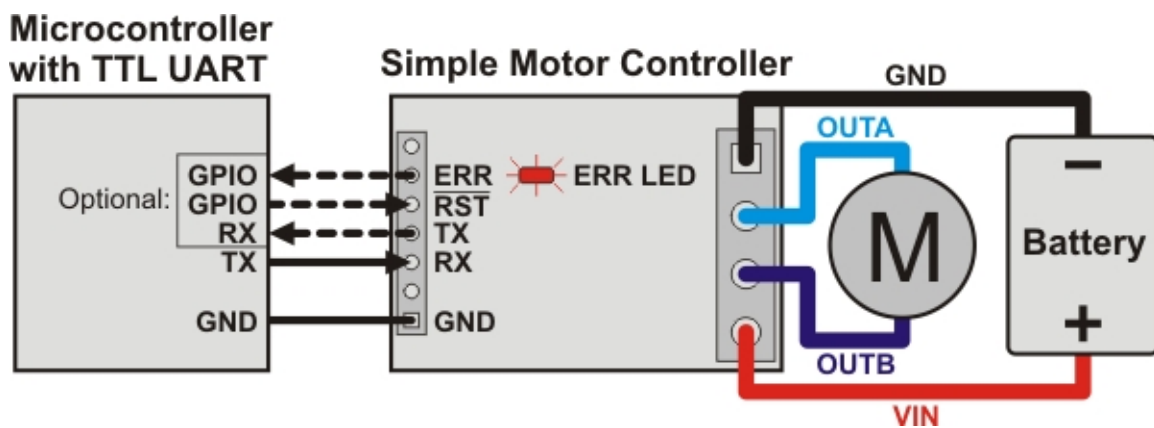 Microcontroller
with TTL UART
Simple Motor Controller
GND
OUTA
Optional:
GPIO
GPIO
RX
TX
GND
ERR
RST
TX
RX
GND
ERR LED
M
−
Battery
+
OUTB
VIN